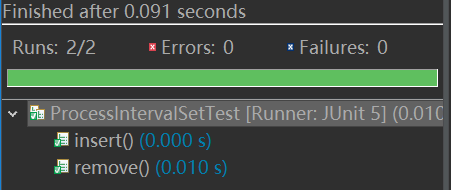 Finished after 0.091 seconds
Runs: 2/2 Errors: 0 Failures: 0
ProcessIntervalSetTest [Runner: JUnit 5] (0.010
insert() (0.000 s)
remove() (0.010 s)